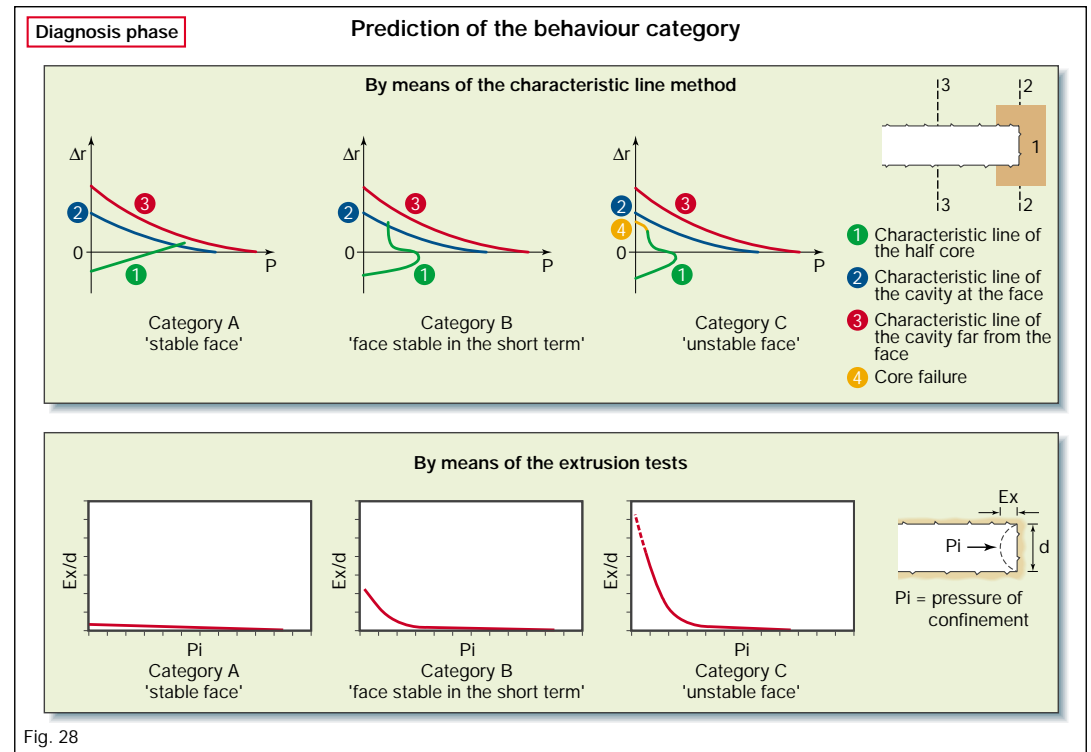 Diagnosis phase
Prediction of the behaviour category
By means of the characteristic line method
Δr
2
3
0
P
1
Category A
'stable face'
Δr
2
3
0
P
1
Category B
'face stable in the short term'
Δr
2
4
3
0
P
1
Category C
'unstable face'
3
2
1
3
2
1 Characteristic line of
the half core
2 Characteristic line of
the cavity at the face
3 Characteristic line of
the cavity far from the
face
4 Core failure
By means of the extrusion tests
Ex/d
Pi
Category A
'stable face'
Ex/d
Pi
Category B
'face stable in the short term'
Ex/d
Pi
Category C
'unstable face'
Ex
Pi
d
Pi = pressure of
confinement
Fig. 28